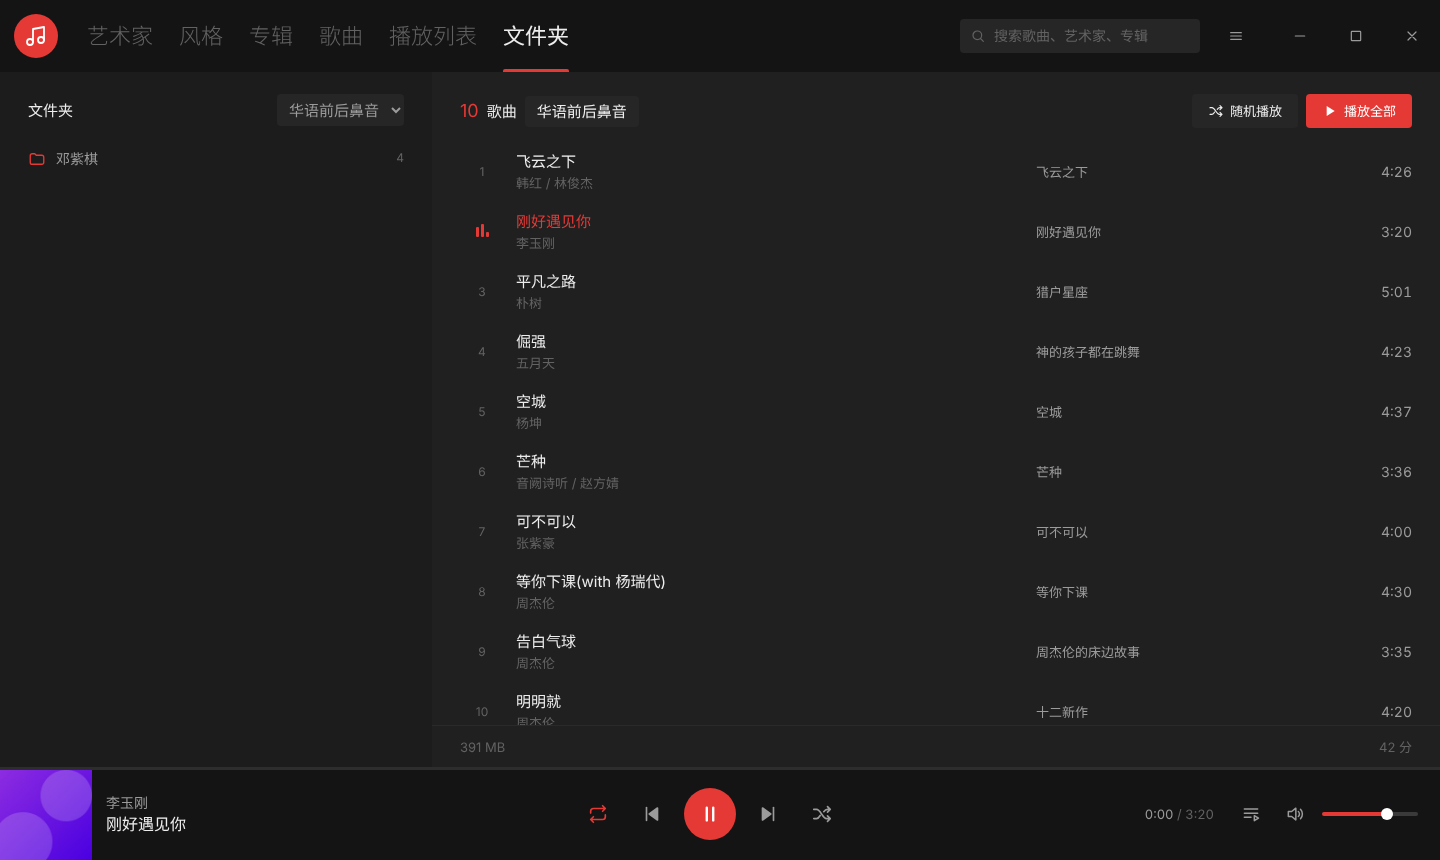 艺术家 风格 专辑 歌曲 播放列表 文件夹 搜索歌曲、艺术家、专辑
文件夹 华语前后鼻音
邓紫棋 4
10 歌曲 华语前后鼻音 随机播放 播放全部
1 飞云之下 飞云之下 4:26
韩红 / 林俊杰
刚好遇见你 刚好遇见你 3:20
李玉刚
3 平凡之路 猎户星座 5:01
朴树
4 倔强 神的孩子都在跳舞 4:23
五月天
5 空城 空城 4:37
杨坤
6 芒种 芒种 3:36
音阙诗听 / 赵方婧
7 可不可以 可不可以 4:00
张紫豪
8 等你下课(with 杨瑞代) 等你下课 4:30
周杰伦
9 告白气球 周杰伦的床边故事 3:35
周杰伦
10 明明就 十二新作 4:20
周杰伦
391 MB 42 分
李玉刚
刚好遇见你
0:00 / 3:20